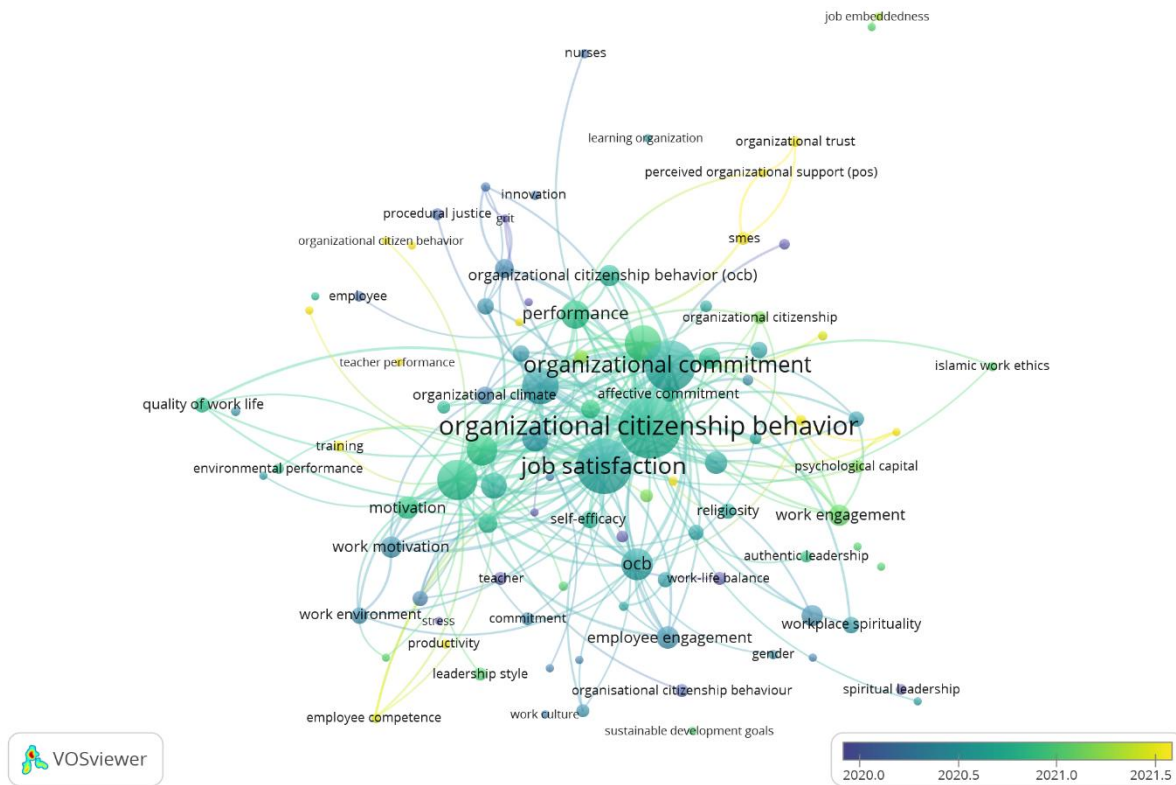 job embeddedness
nurses
learning organization
organizational trust
perceived organizational support (pos)
innovation
procedural justice
grit
organizational citizen behavior
smes
organizational citizenship behavior (ocb)
employee
performance
organizational citizenship
teacher performance
organizational commitment
islamic work ethics
organizational climate
affective commitment
quality of work life
organizational citizenship behavior
training
environmental performance
job satisfaction
psychological capital
motivation
self-efficacy
religiosity
work engagement
work motivation
ocb
authentic leadership
teacher
work-life balance
work environment
stress
commitment
workplace spirituality
productivity
employee engagement
gender
leadership style
organisational citizenship behaviour
spiritual leadership
employee competence
work culture
sustainable development goals
VOSviewer
2020.0 2020.5 2021.0 2021.5